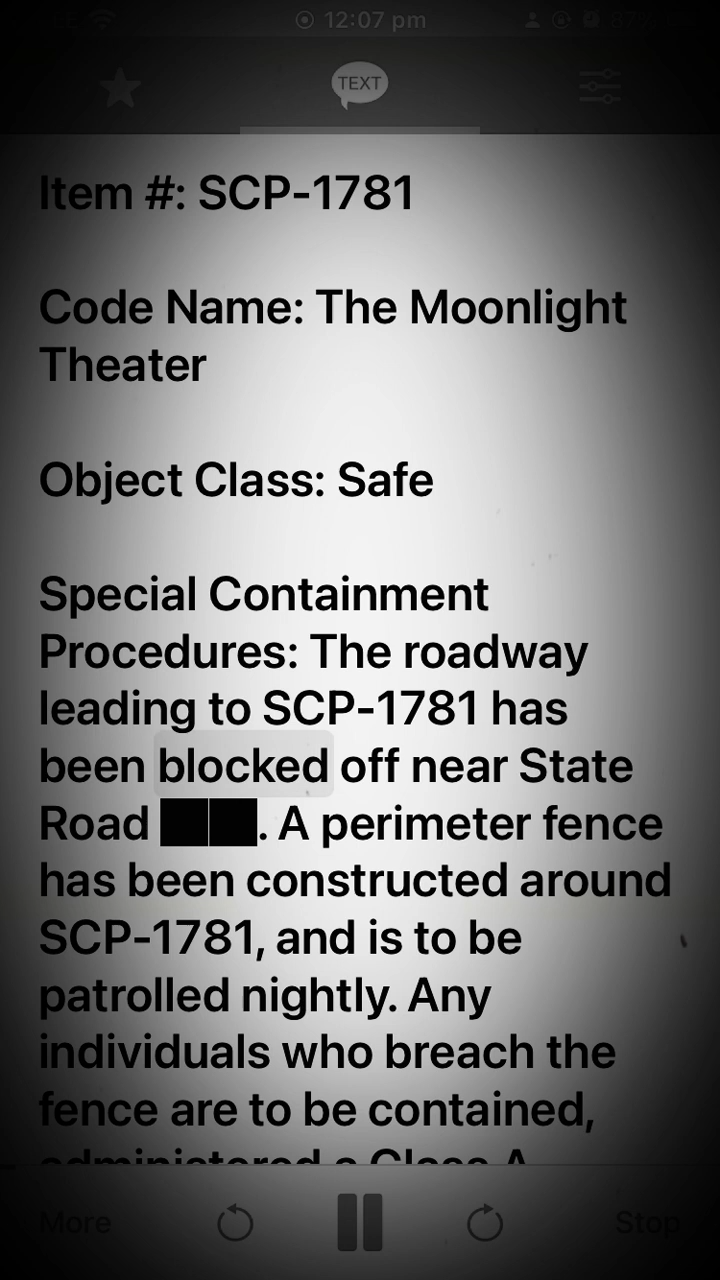 12:07 pm
TEXT
Item #: SCP-1781
Code Name: The Moonlight
Theater
Object Class: Safe
Special Containment
Procedures: The roadway
leading to SCP-1781 has
been blocked off near State
Road ██. A perimeter fence
has been constructed around
SCP-1781, and is to be
patrolled nightly. Any
individuals who breach the
fence are to be contained,
administered a Class A
More
Stop